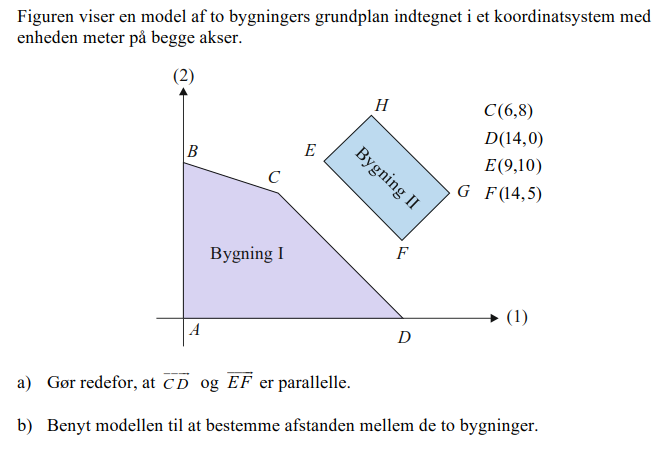 Figuren viser en model af to bygningers grundplan indtegnet i et koordinatsystem med
enheden meter på begge akser.
(2)
H
C(6,8)
D(14,0)
B
E
E(9,10)
Bygning II
C
G
F(14,5)
Bygning I
F
(1)
A
D
a) Gør redefor, at CD og EF er parallelle.
b) Benyt modellen til at bestemme afstanden mellem de to bygninger.